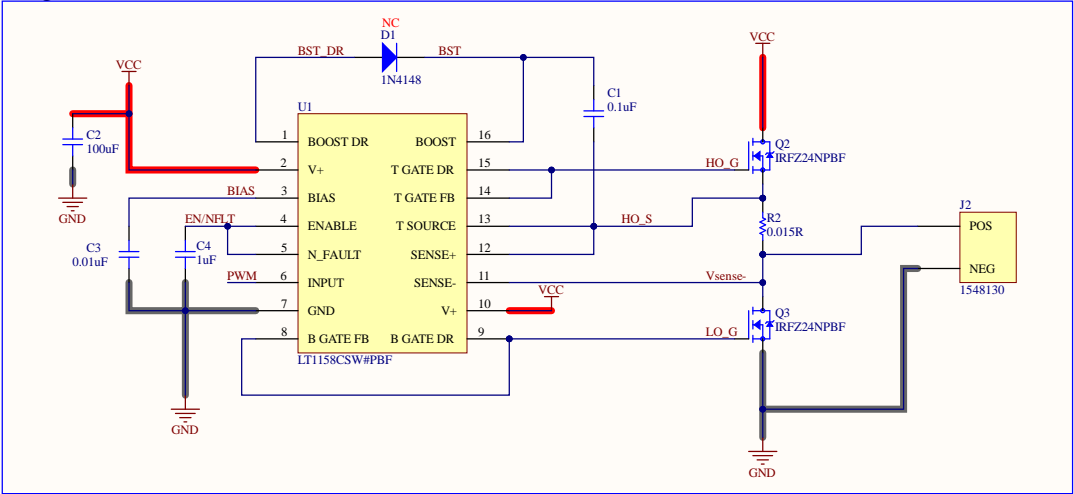 NC
D1
BST_DR
BST
1N4148
VCC
VCC
U1
C1
0.1uF
C2
100uF
1
BOOST DR
BOOST
16
Q2
IRFZ24NPBF
2
V+
T GATE DR
15
HO_G
GND
BIAS
3
BIAS
T GATE FB
14
EN/NFLT
4
ENABLE
T SOURCE
13
HO_S
R2
0.015R
J2
POS
C3
0.01uF
C4
1uF
5
N_FAULT
SENSE+
12
NEG
PWM
6
INPUT
SENSE-
11
Vsense-
1548130
VCC
7
GND
V+
10
Q3
IRFZ24NPBF
8
B GATE FB
B GATE DR
9
LO_G
LT1158CSW#PBF
GND
GND